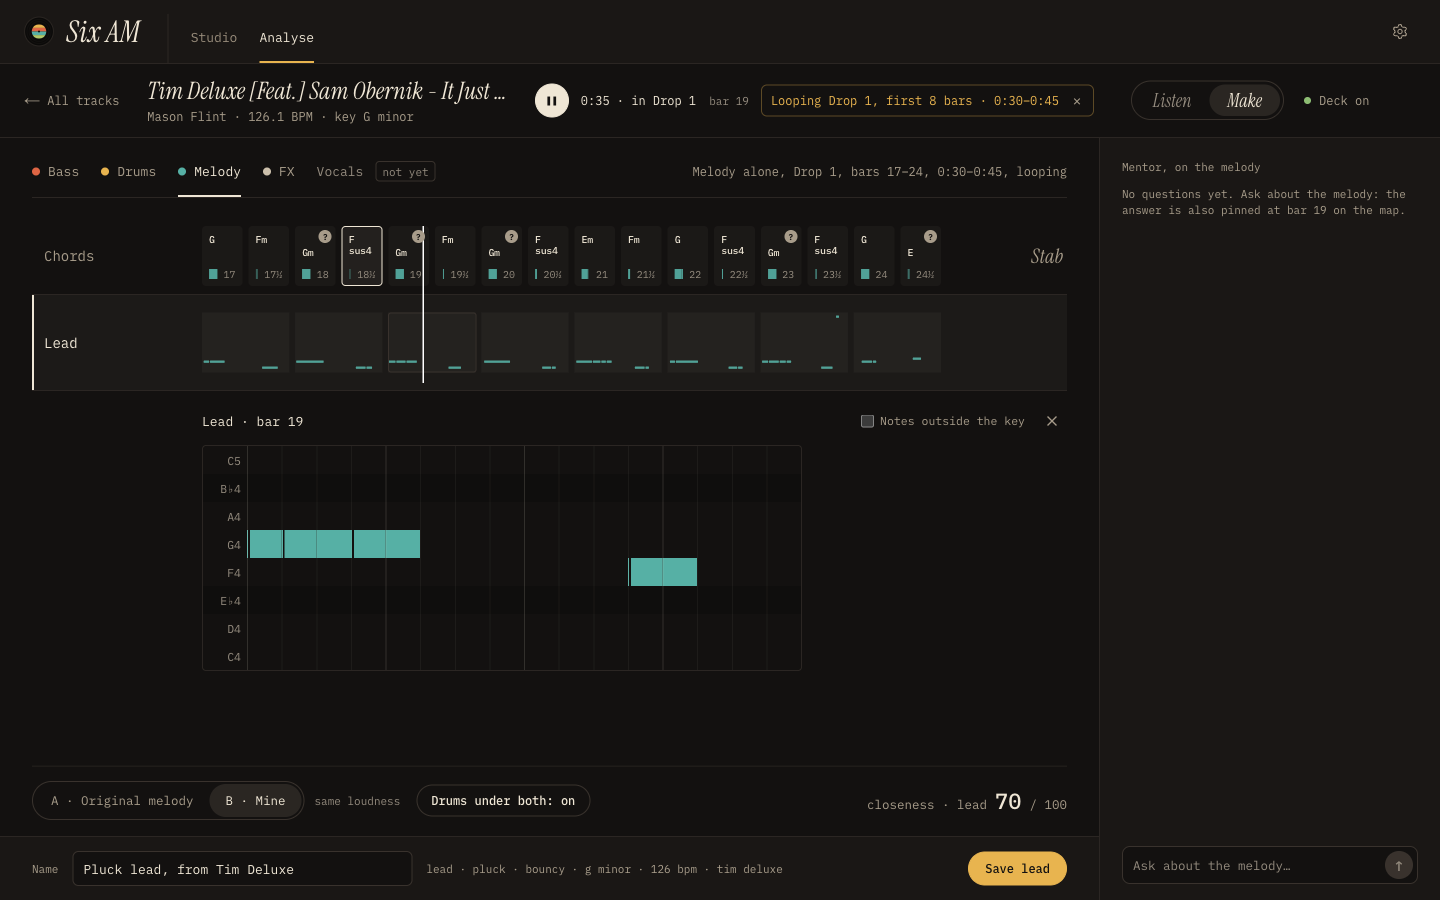 Six AM
Studio
Analyse
← All tracks
Tim Deluxe [Feat.] Sam Obernik - It Just ...
Mason Flint · 126.1 BPM · key G minor
0:35 · in Drop 1
bar 19
Looping Drop 1, first 8 bars · 0:30–0:45 ×
Listen
Make
Deck on
Bass
Drums
Melody
FX
Vocals
not yet
Melody alone, Drop 1, bars 17–24, 0:30–0:45, looping
Chords
G
17
Fm
17½
?
Gm
18
F
sus4
18½
?
Gm
19
Fm
19½
?
Gm
20
F
sus4
20½
Em
21
Fm
21½
G
22
F
sus4
22½
?
Gm
23
F
sus4
23½
G
24
?
E
24½
Stab
Lead
Lead · bar 19
Notes outside the key
×
C5
B♭4
A4
G4
F4
E♭4
D4
C4
A · Original melody
B · Mine
same loudness
Drums under both: on
closeness · lead 70 / 100
Name
Pluck lead, from Tim Deluxe
lead · pluck · bouncy · g minor · 126 bpm · tim deluxe
Save lead
Mentor, on the melody
No questions yet. Ask about the melody: the
answer is also pinned at bar 19 on the map.
Ask about the melody…
↑